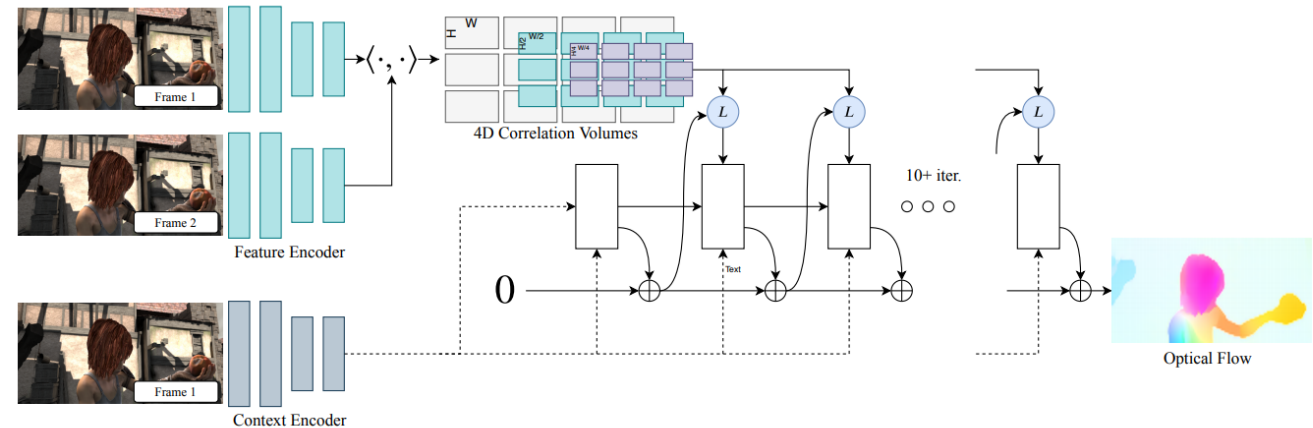 Frame 1
⟨·,·⟩
H
W
H/2
W/2
H/4
W/4
4D Correlation Volumes
L
L
L
Frame 2
Feature Encoder
10+ iter.
Text
0
Frame 1
Context Encoder
Optical Flow